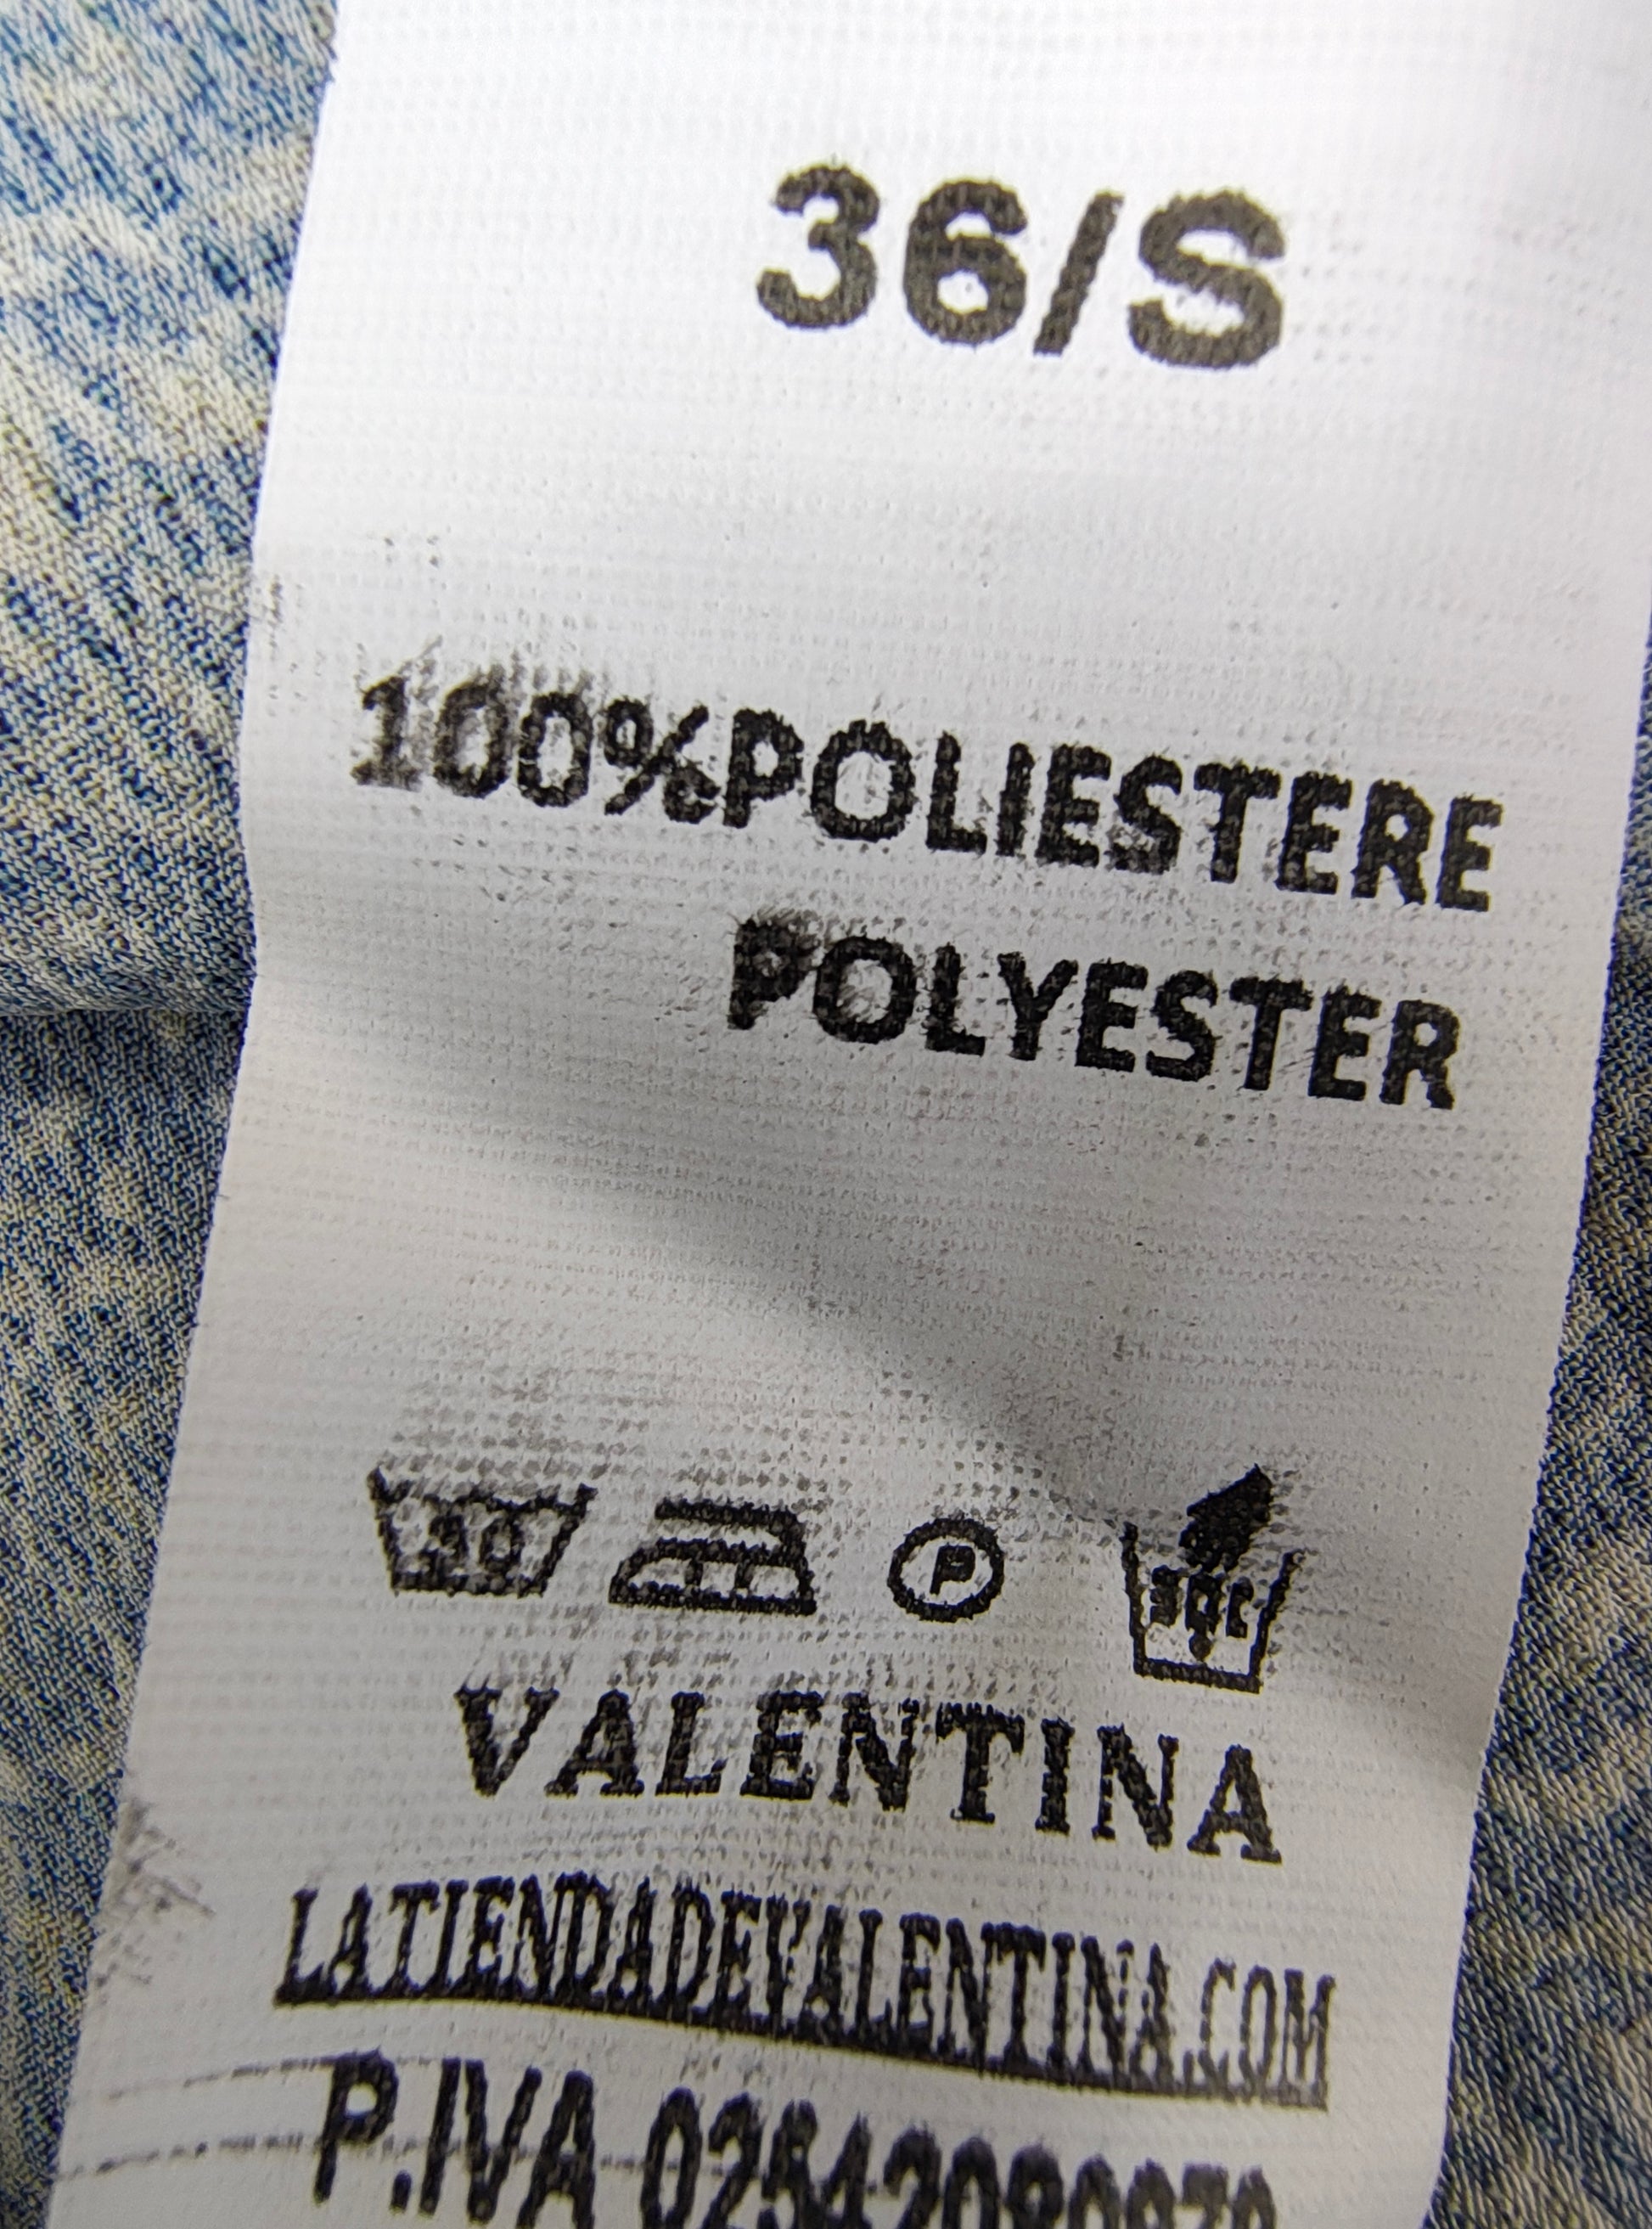 36/S
100%POLIESTERE
POLYESTER
P
VALENTINA
LATIENDADEVALENTINA.COM
P.IVA